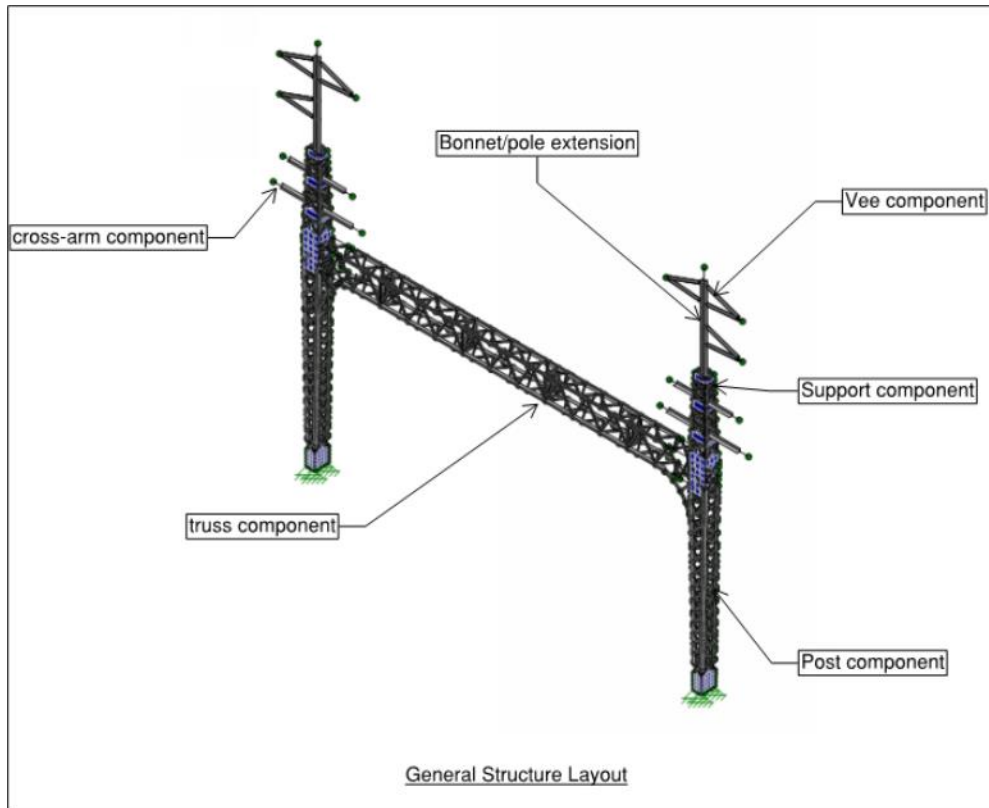 Bonnet/pole extension
Vee component
cross-arm component
Support component
truss component
Post component
General Structure Layout